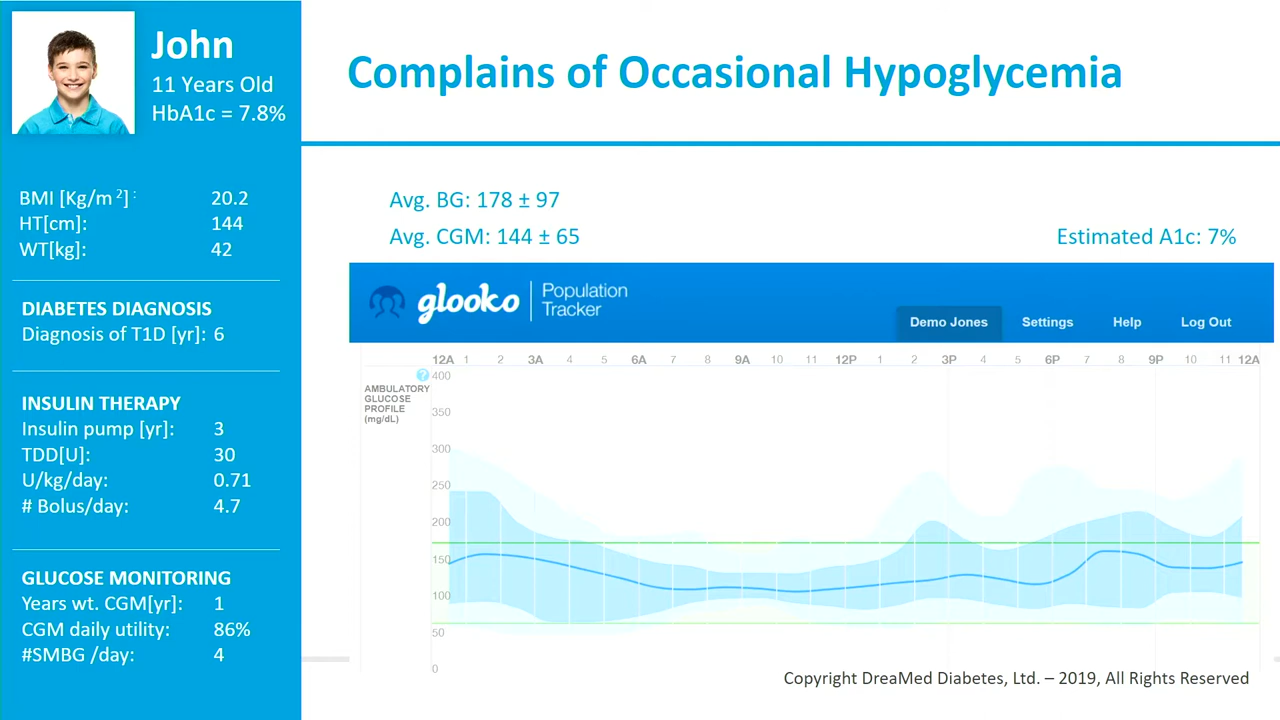 John
11 Years Old
HbA1c = 7.8%
BMI [Kg/m²] : 20.2
HT[cm]: 144
WT[kg]: 42
DIABETES DIAGNOSIS
Diagnosis of T1D [yr]: 6
INSULIN THERAPY
Insulin pump [yr]: 3
TDD[U]: 30
U/kg/day: 0.71
# Bolus/day: 4.7
GLUCOSE MONITORING
Years wt. CGM[yr]: 1
CGM daily utility: 86%
#SMBG /day: 4
Complains of Occasional Hypoglycemia
Avg. BG: 178 ± 97
Avg. CGM: 144 ± 65
Estimated A1c: 7%
glooko
Population
Tracker
Demo Jones Settings Help Log Out
12A 1 2 3A 4 5 6A 7 8 9A 10 11 12P 1 2 3P 4 5 6P 7 8 9P 10 11 12A
?
AMBULATORY
GLUCOSE
PROFILE
(mg/dL)
400
350
300
250
200
150
100
50
0
Copyright DreaMed Diabetes, Ltd. – 2019, All Rights Reserved